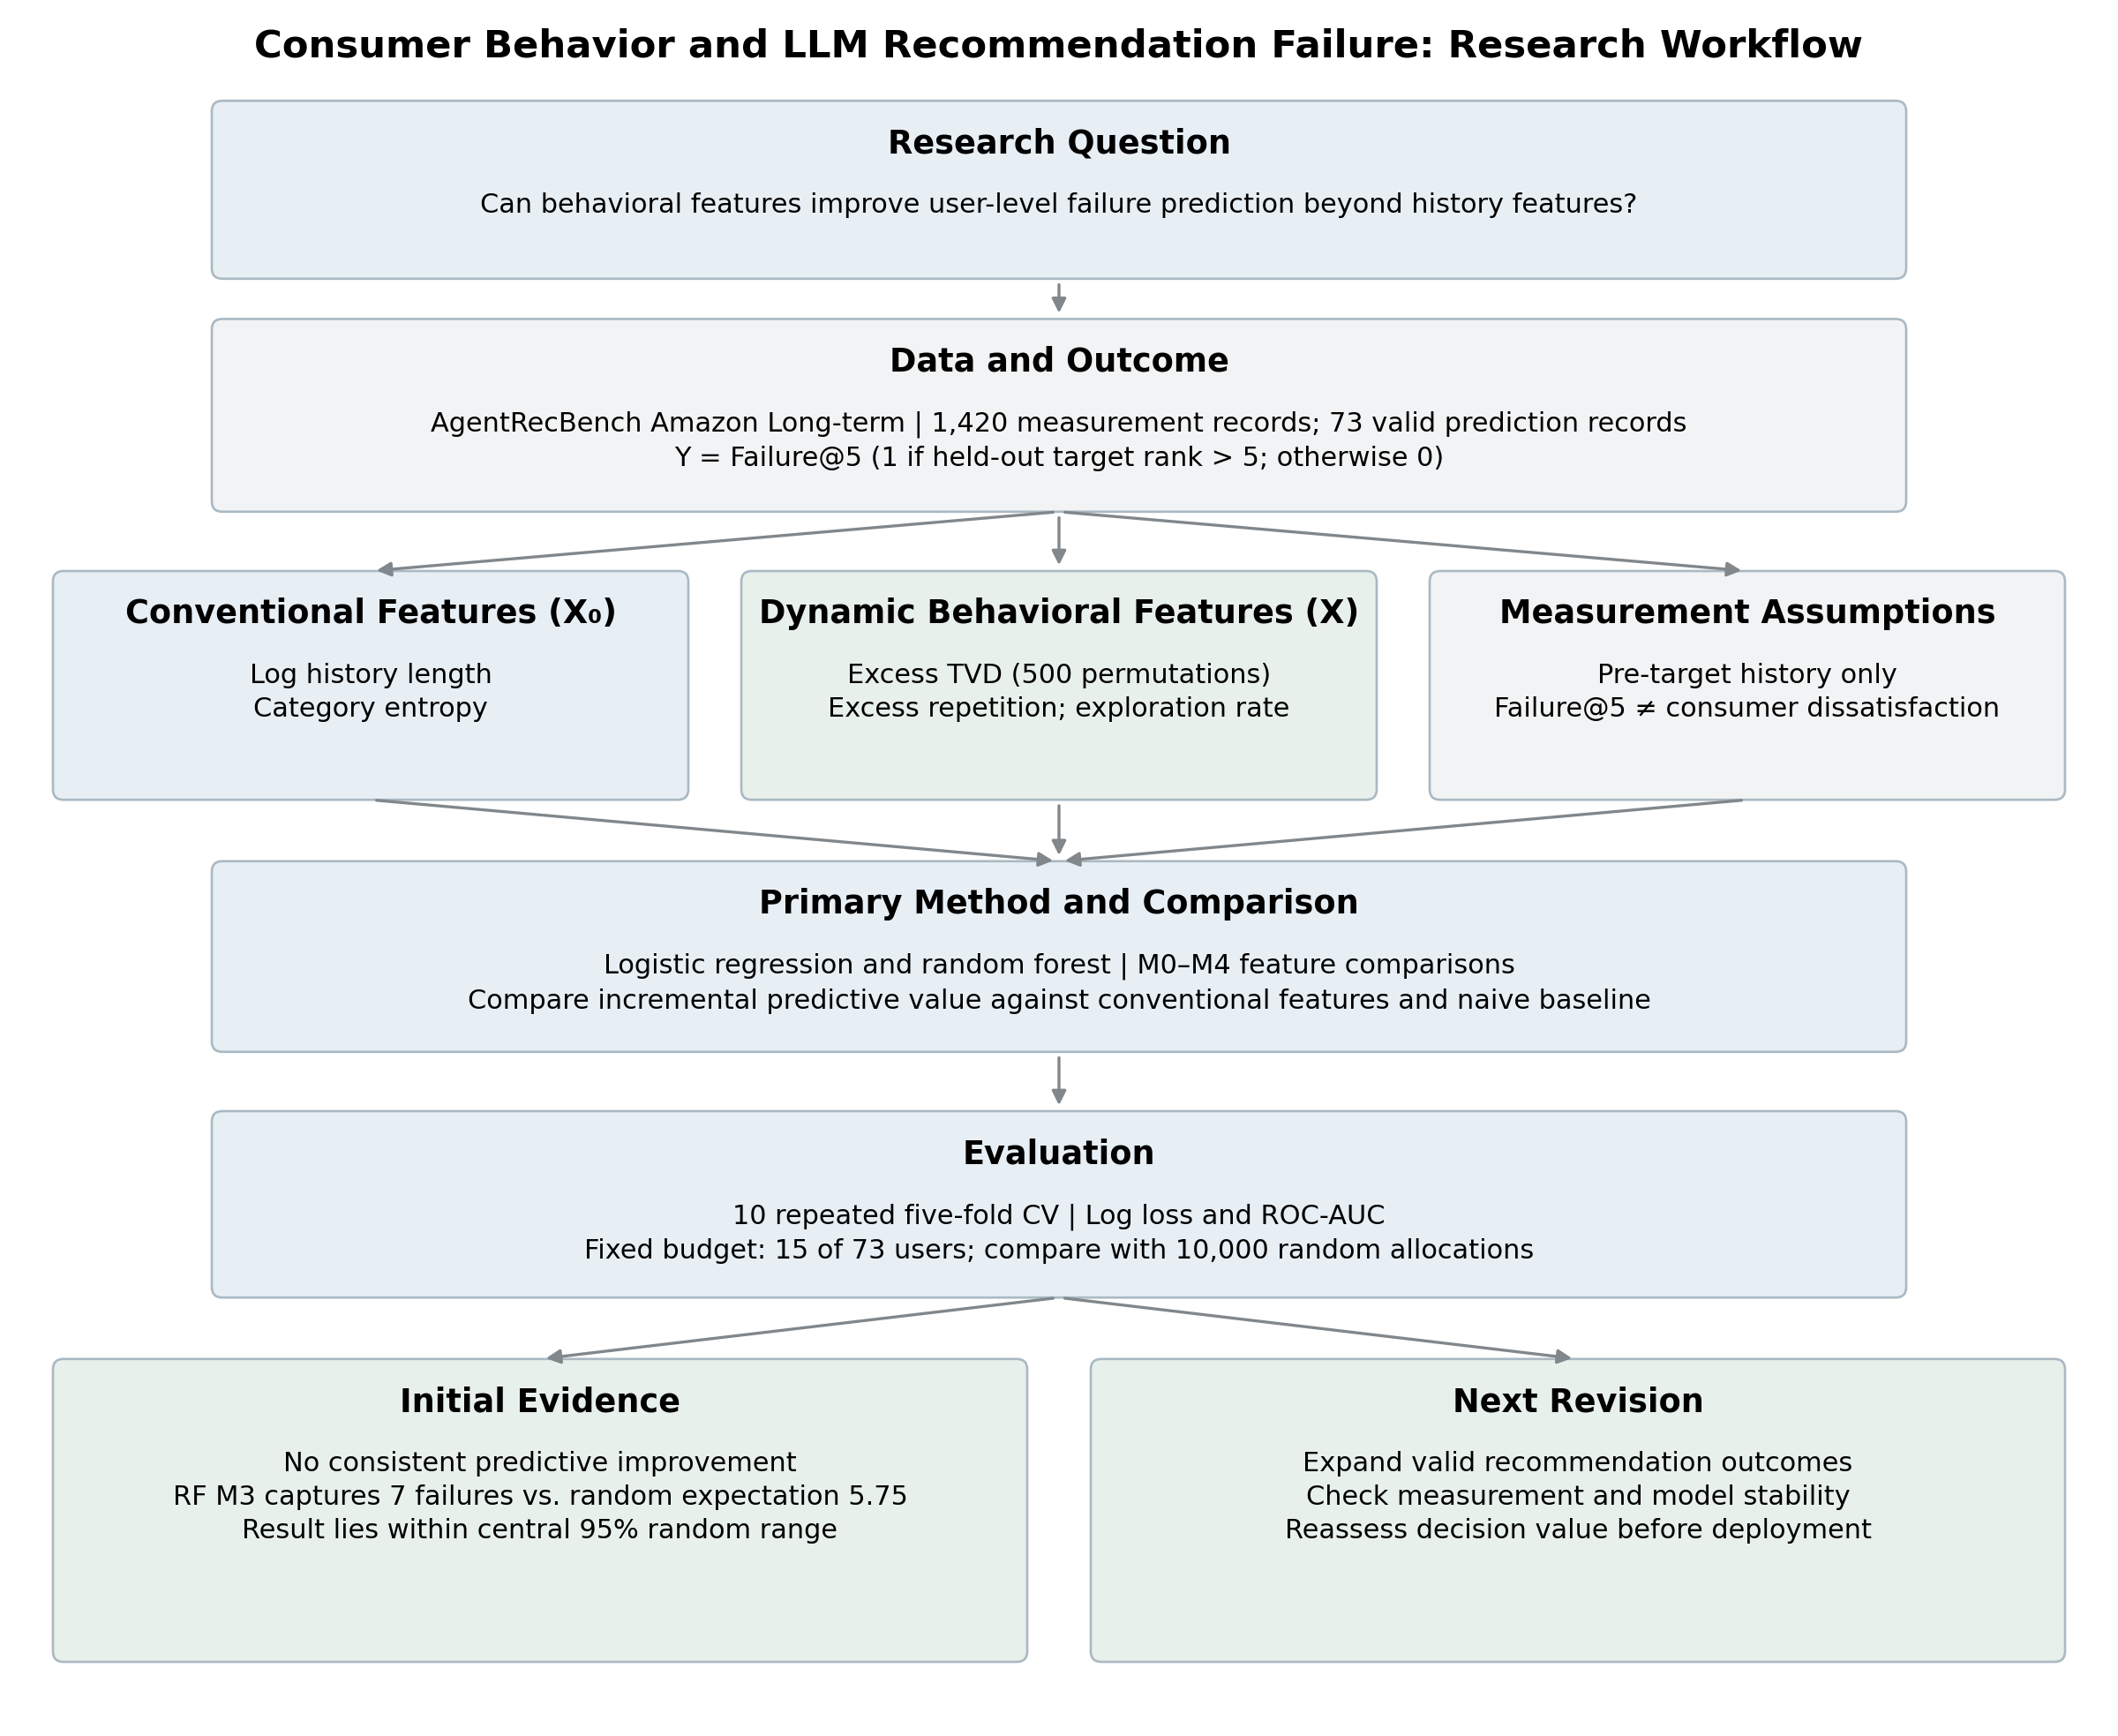 Consumer Behavior and LLM Recommendation Failure: Research Workflow
Research Question
Can behavioral features improve user-level failure prediction beyond history features?
Data and Outcome
AgentRecBench Amazon Long-term | 1,420 measurement records; 73 valid prediction records
Y = Failure@5 (1 if held-out target rank > 5; otherwise 0)
Conventional Features (X₀)
Log history length
Category entropy
Dynamic Behavioral Features (X)
Excess TVD (500 permutations)
Excess repetition; exploration rate
Measurement Assumptions
Pre-target history only
Failure@5 ≠ consumer dissatisfaction
Primary Method and Comparison
Logistic regression and random forest | M0–M4 feature comparisons
Compare incremental predictive value against conventional features and naive baseline
Evaluation
10 repeated five-fold CV | Log loss and ROC-AUC
Fixed budget: 15 of 73 users; compare with 10,000 random allocations
Initial Evidence
No consistent predictive improvement
RF M3 captures 7 failures vs. random expectation 5.75
Result lies within central 95% random range
Next Revision
Expand valid recommendation outcomes
Check measurement and model stability
Reassess decision value before deployment